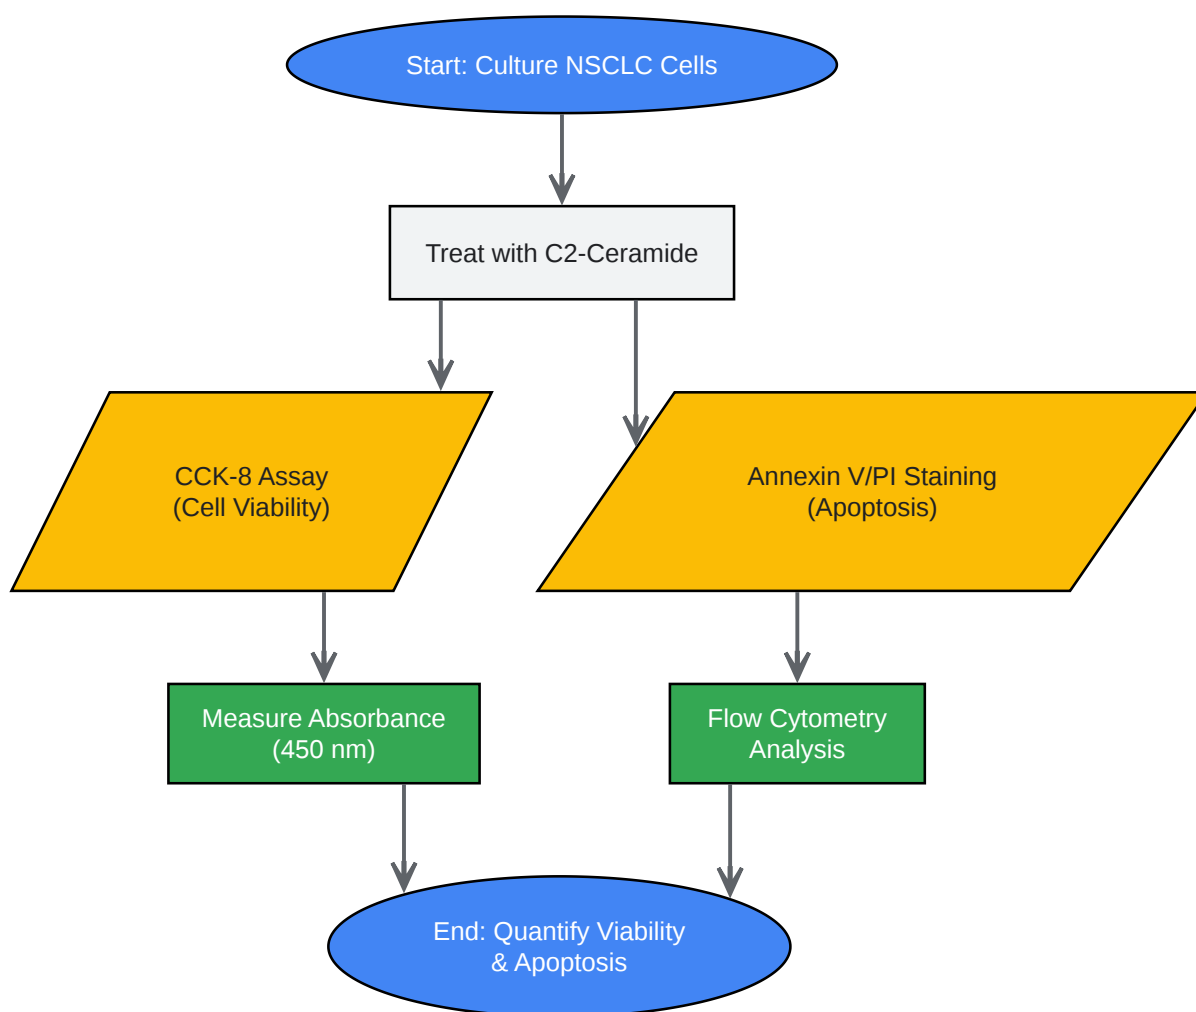 Start: Culture NSCLC Cells
Treat with C2-Ceramide
CCK-8 Assay
(Cell Viability)
Annexin V/PI Staining
(Apoptosis)
Measure Absorbance
(450 nm)
Flow Cytometry
Analysis
End: Quantify Viability
& Apoptosis